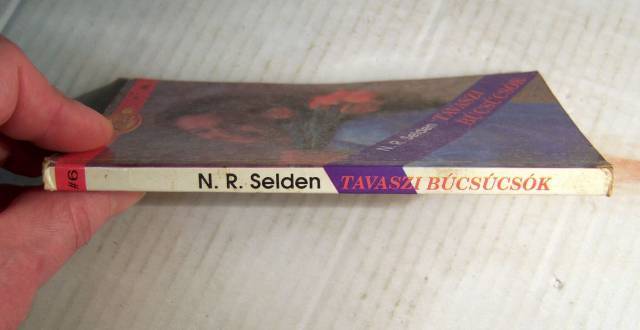 N. R. Selden TAVASZI
BÚCSÚCSÓK
#6 N. R. Selden TAVASZI BÚCSÚCSÓK